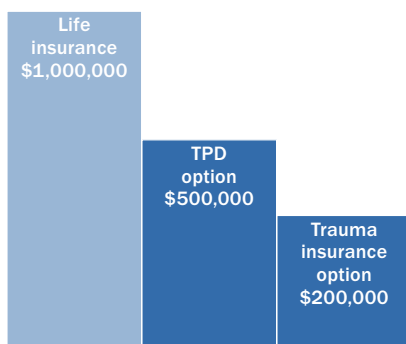 Life
insurance
$1,000,000
TPD
option
$500,000
Trauma
insurance
option
$200,000